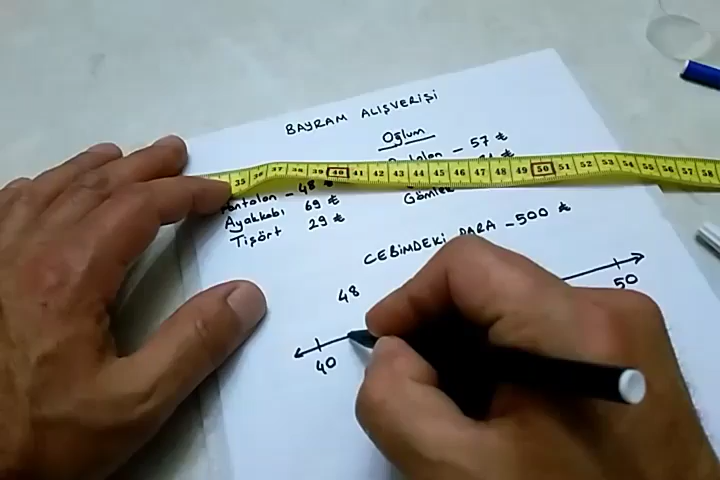 BAYRAM ALIŞVERİŞİ
Oğlum
57 ₺
35 36 37 38 39 40 41 42 43 44 45 46 47 48 49 50 51 52 53 54 55 56 57 58
Pantolon - 48 ₺
Gömle
Ayakkabı 69 ₺
Tişört 29 ₺
CEBİMDEKİ PARA - 500 ₺
48
40
50